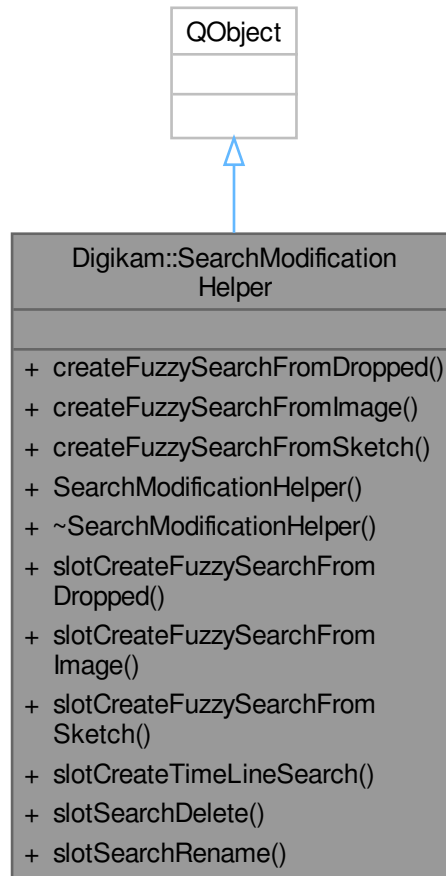 QObject
Digikam::SearchModification
Helper
+ createFuzzySearchFromDropped()
+ createFuzzySearchFromImage()
+ createFuzzySearchFromSketch()
+ SearchModificationHelper()
+ ~SearchModificationHelper()
+ slotCreateFuzzySearchFrom
Dropped()
+ slotCreateFuzzySearchFrom
Image()
+ slotCreateFuzzySearchFrom
Sketch()
+ slotCreateTimeLineSearch()
+ slotSearchDelete()
+ slotSearchRename()